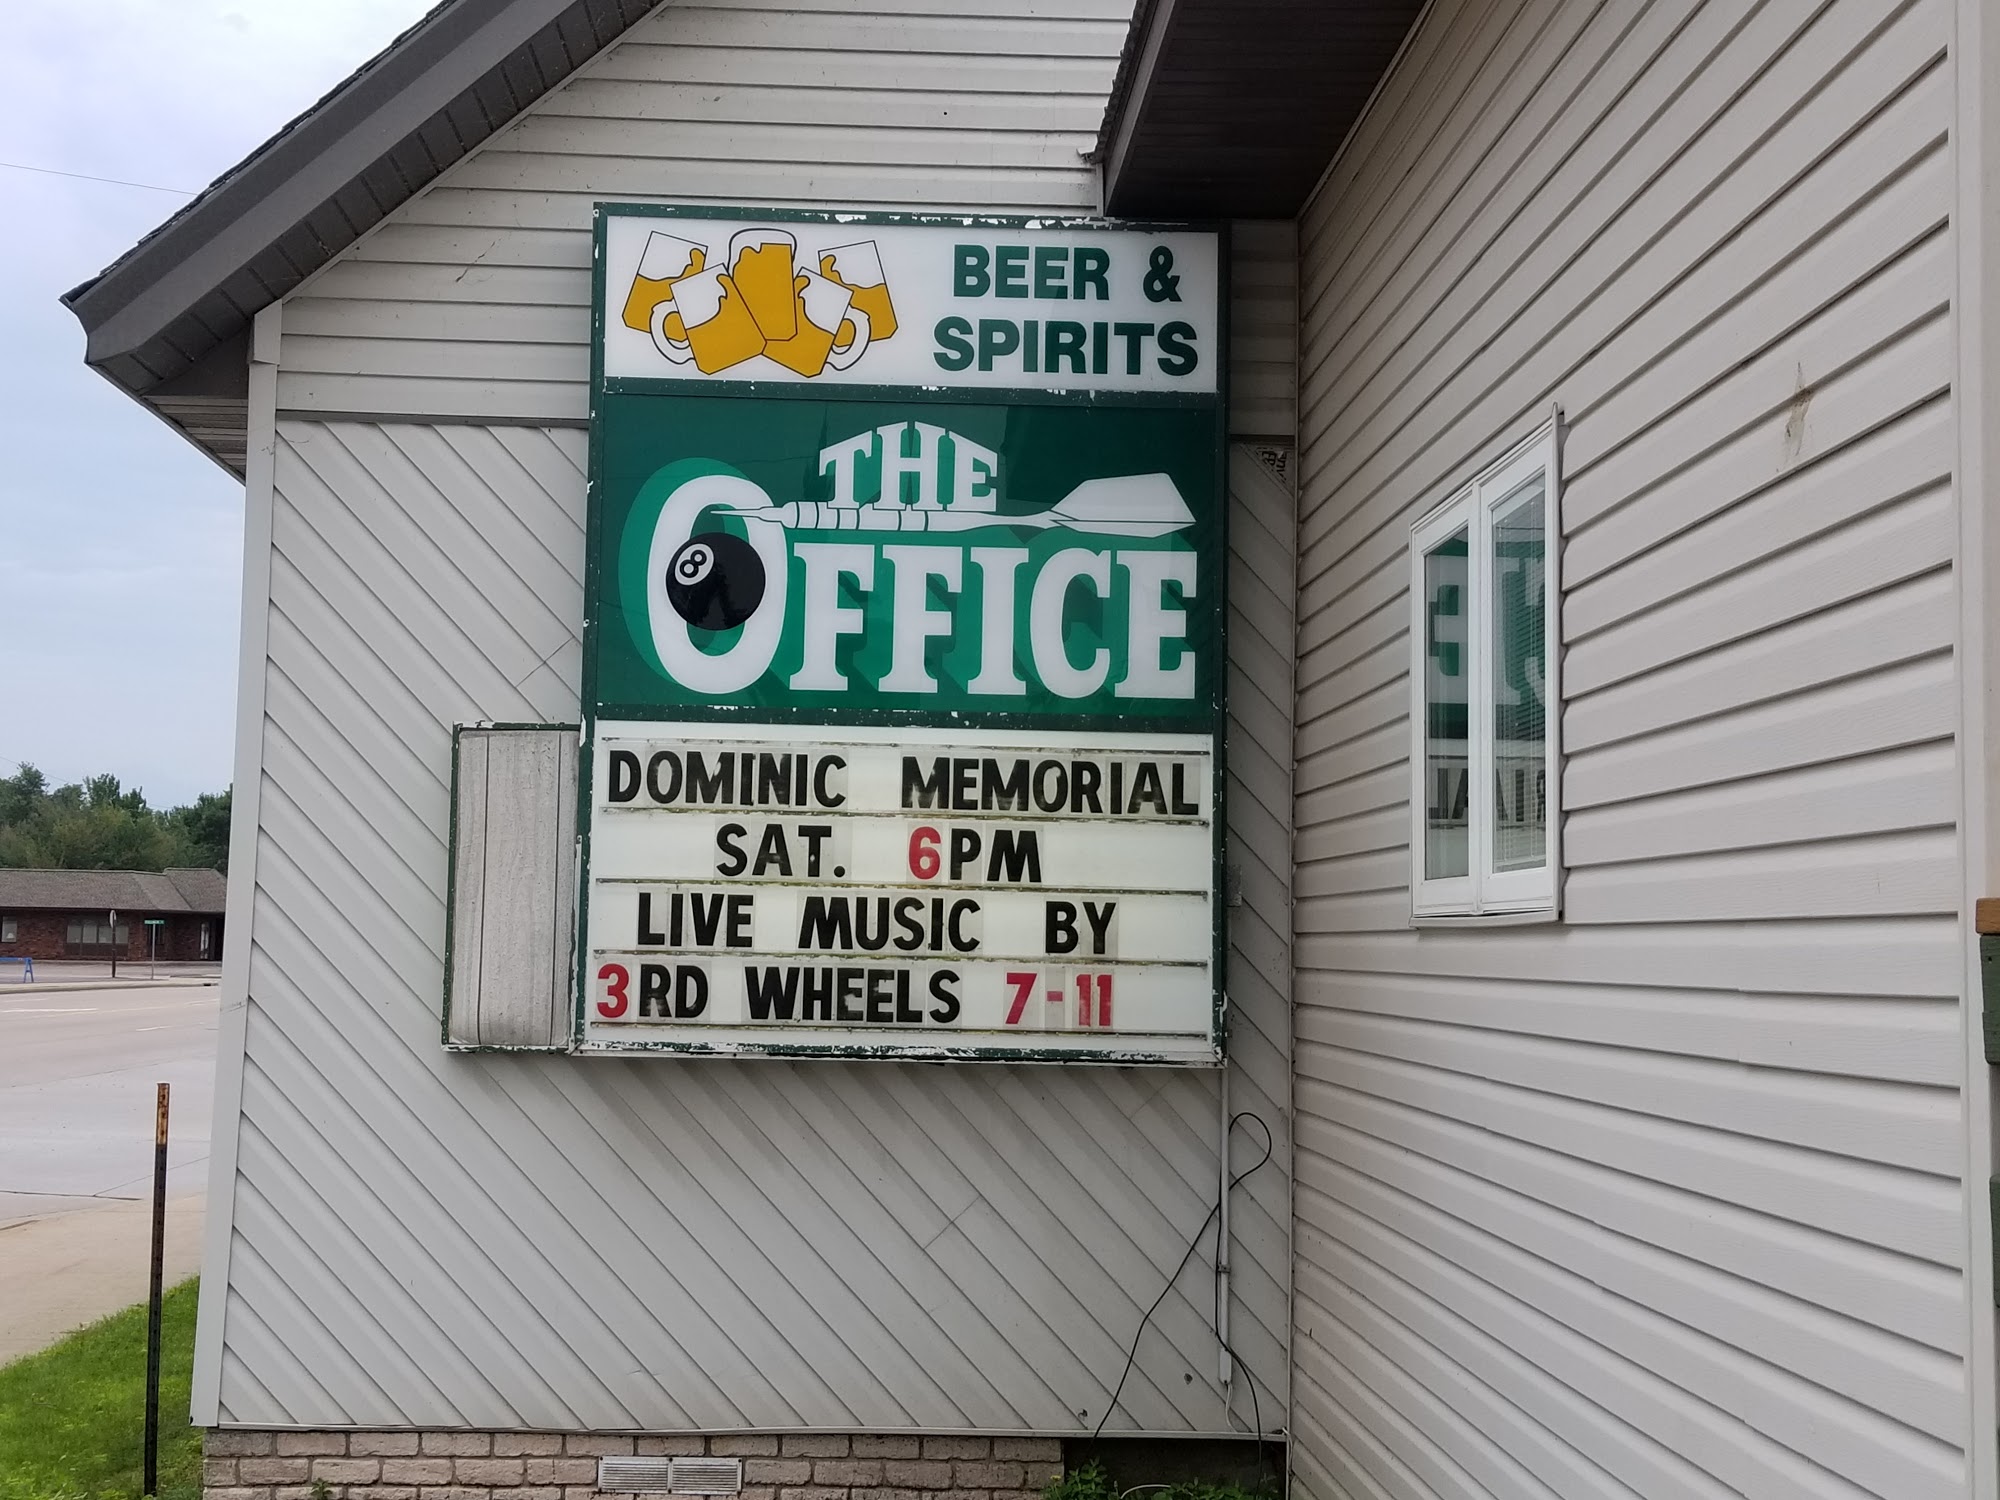 BEER &
SPIRITS
THE
OFFICE
8
DOMINIC MEMORIAL
SAT. 6PM
LIVE MUSIC BY
3RD WHEELS 7-11